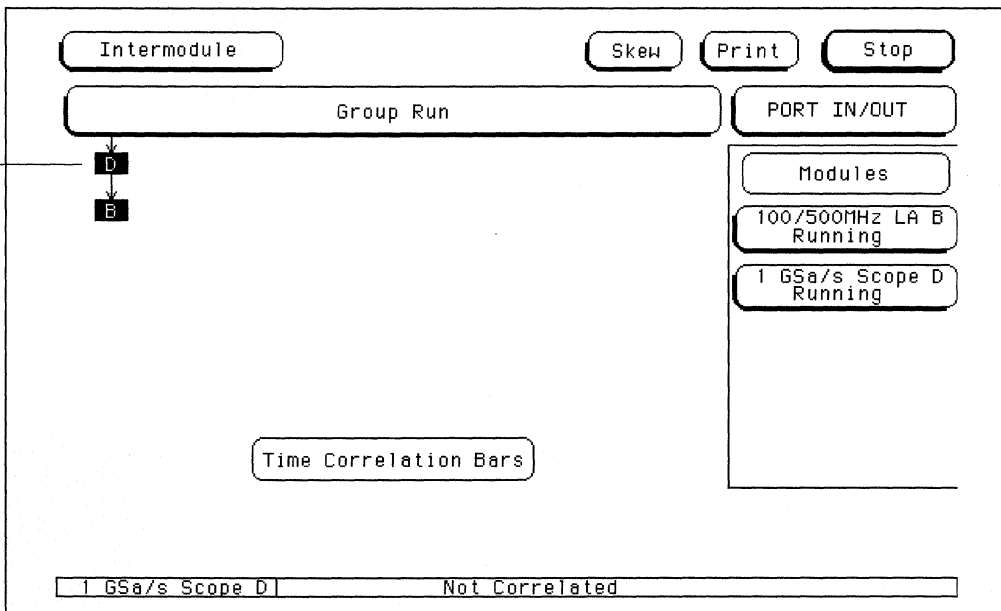 Intermodule
Skew
Print
Stop
Group Run
PORT IN/OUT
D
B
Modules
100/500MHz LA B
Running
1 GSa/s Scope D
Running
Time Correlation Bars
1 GSa/s Scope D
Not Correlated